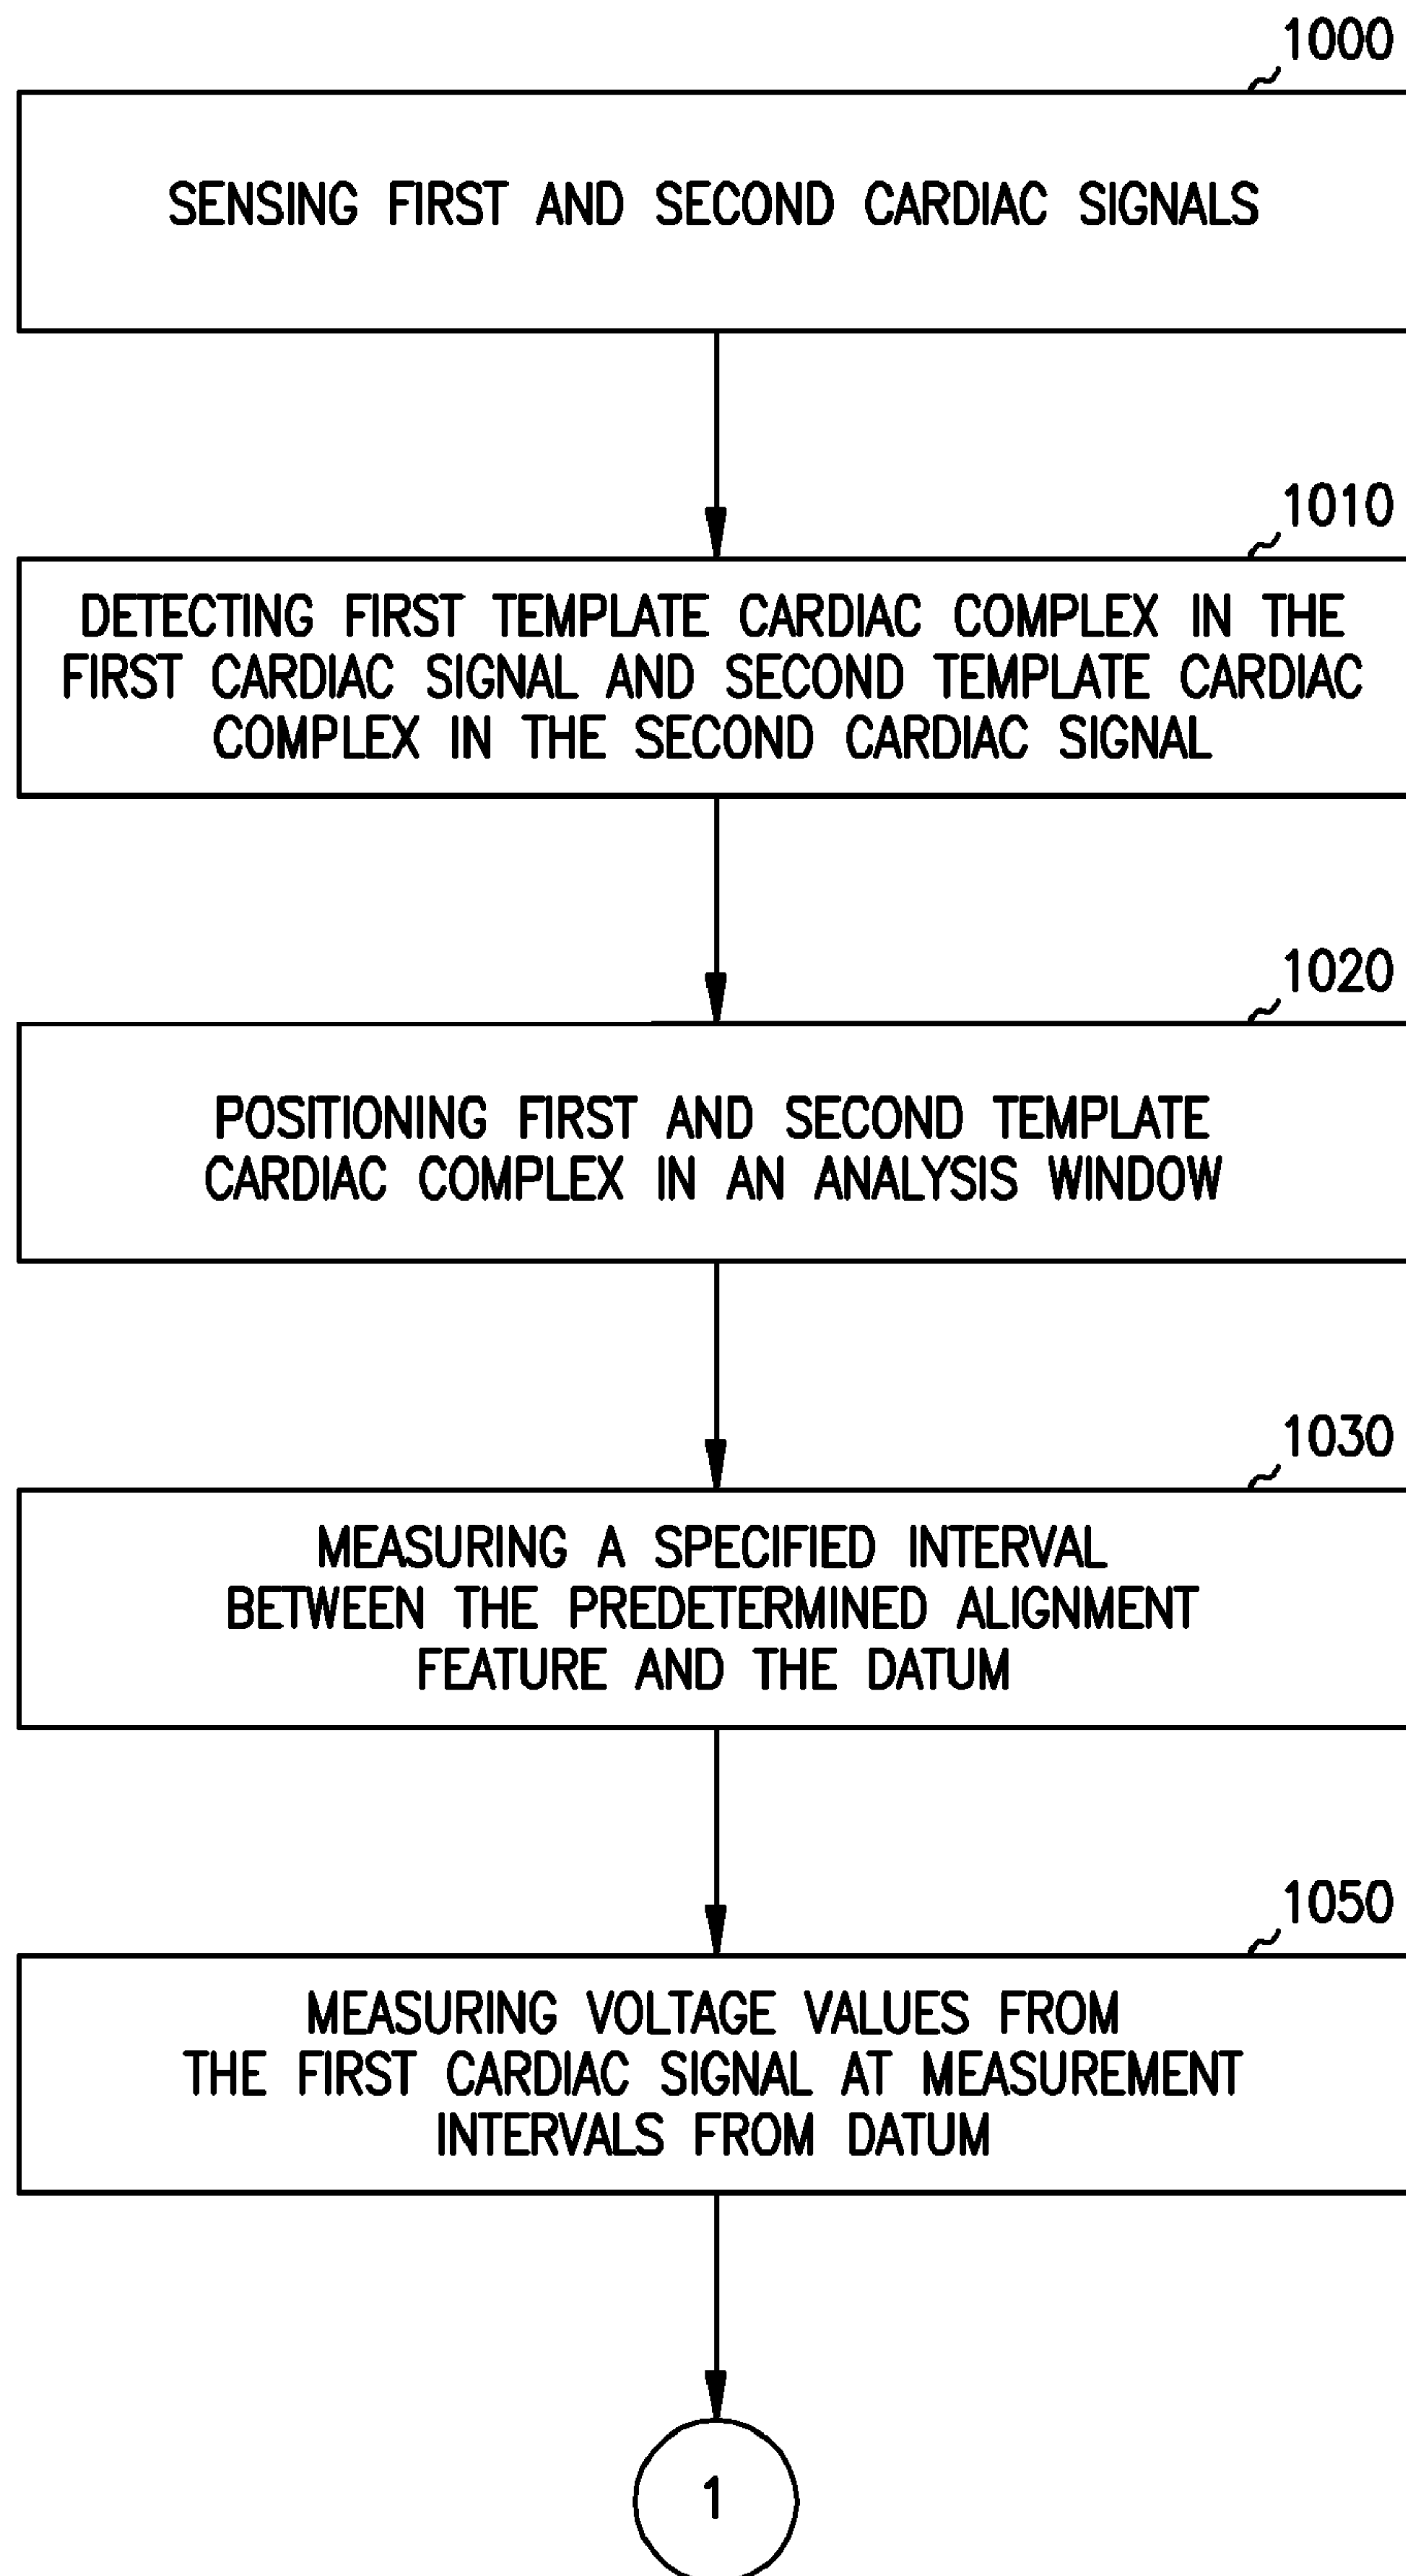 1000
SENSING FIRST AND SECOND CARDIAC SIGNALS
1010
DETECTING FIRST TEMPLATE CARDIAC COMPLEX IN THE
FIRST CARDIAC SIGNAL AND SECOND TEMPLATE CARDIAC
COMPLEX IN THE SECOND CARDIAC SIGNAL
1020
POSITIONING FIRST AND SECOND TEMPLATE
CARDIAC COMPLEX IN AN ANALYSIS WINDOW
1030
MEASURING A SPECIFIED INTERVAL
BETWEEN THE PREDETERMINED ALIGNMENT
FEATURE AND THE DATUM
1050
MEASURING VOLTAGE VALUES FROM
THE FIRST CARDIAC SIGNAL AT MEASUREMENT
INTERVALS FROM DATUM
1